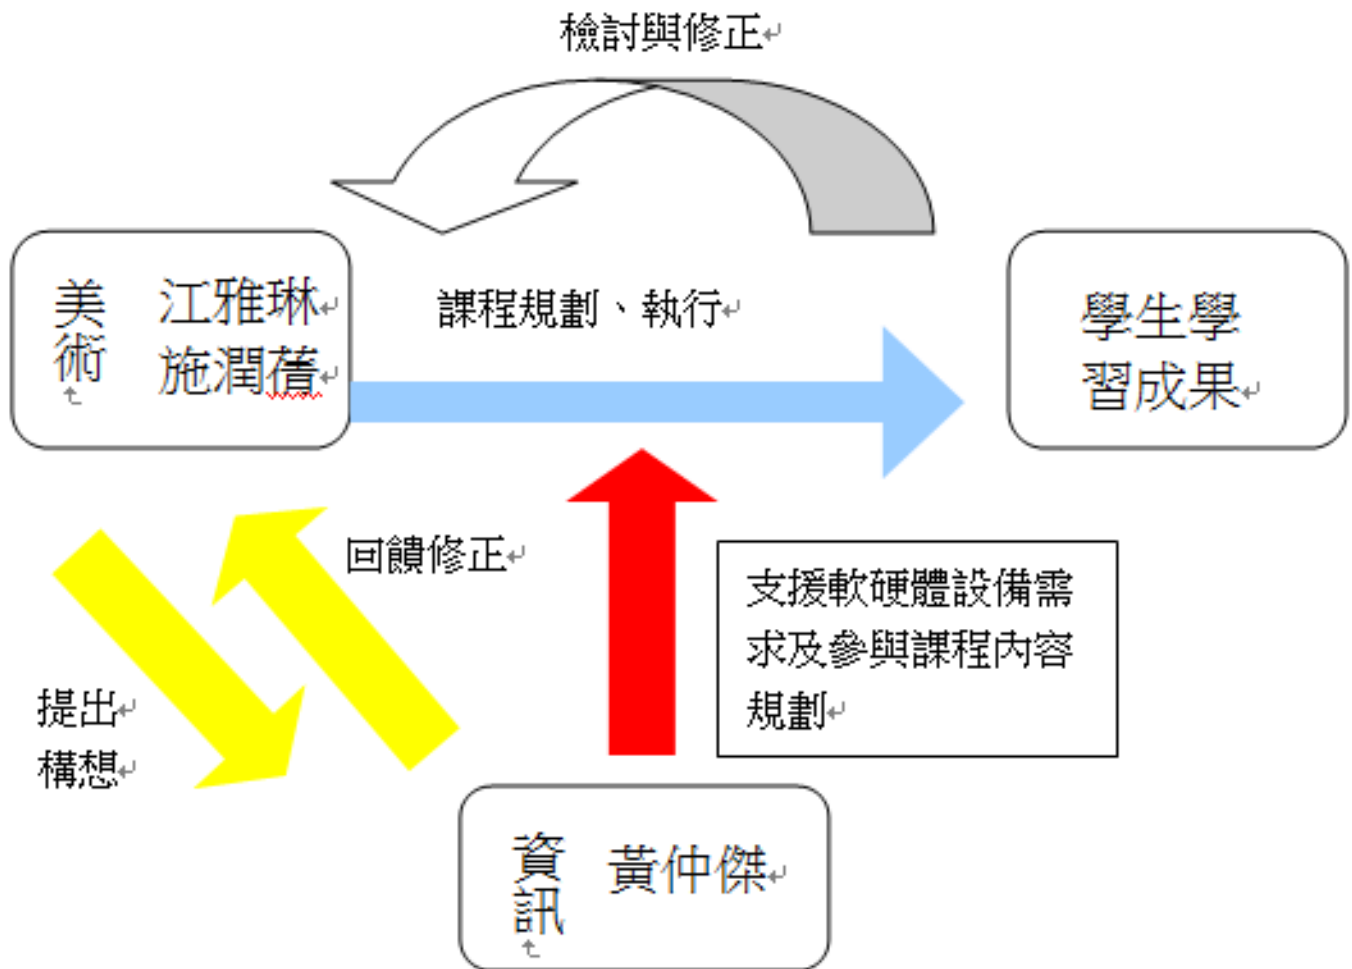 檢討與修正
美術
江雅琳
施潤蒨
課程規劃、執行
學生學
習成果
回饋修正
提出
構想
支援軟硬體設備需
求及參與課程內容
規劃
資訊
黃仲傑